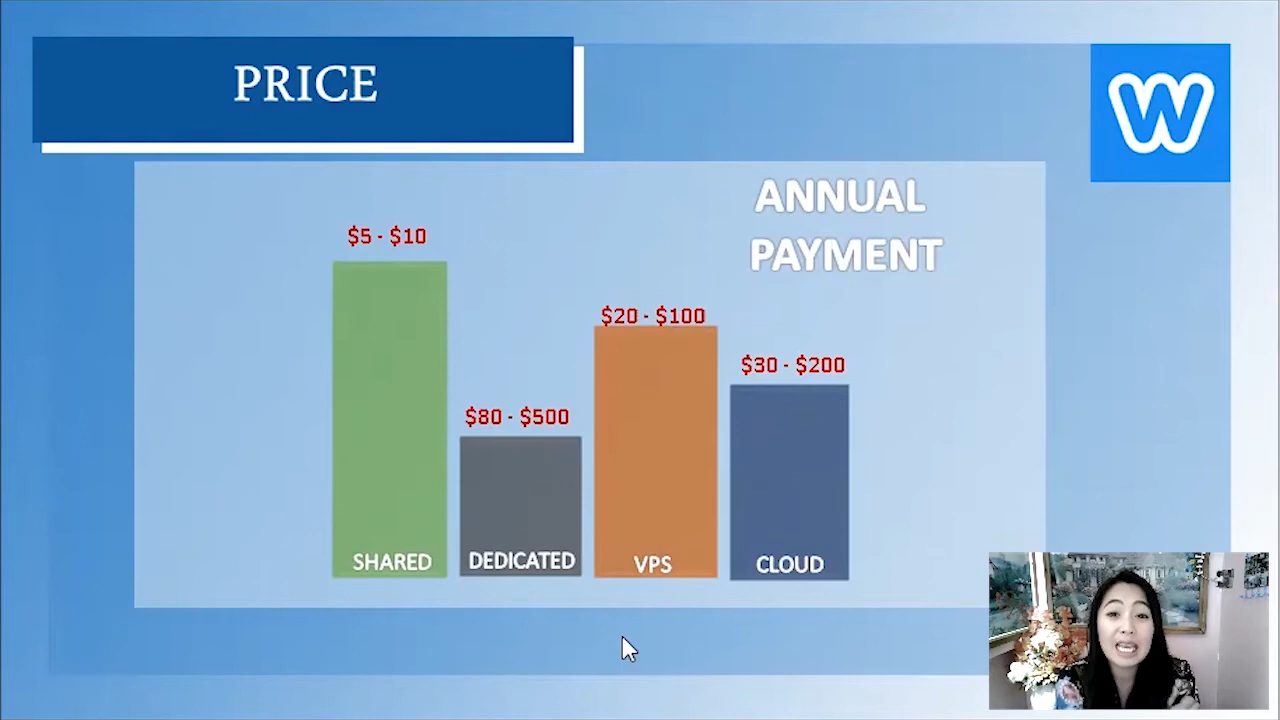 PRICE
W
ANNUAL
PAYMENT
$5 - $10
$20 - $100
$30 - $200
$80 - $500
SHARED
DEDICATED
VPS
CLOUD